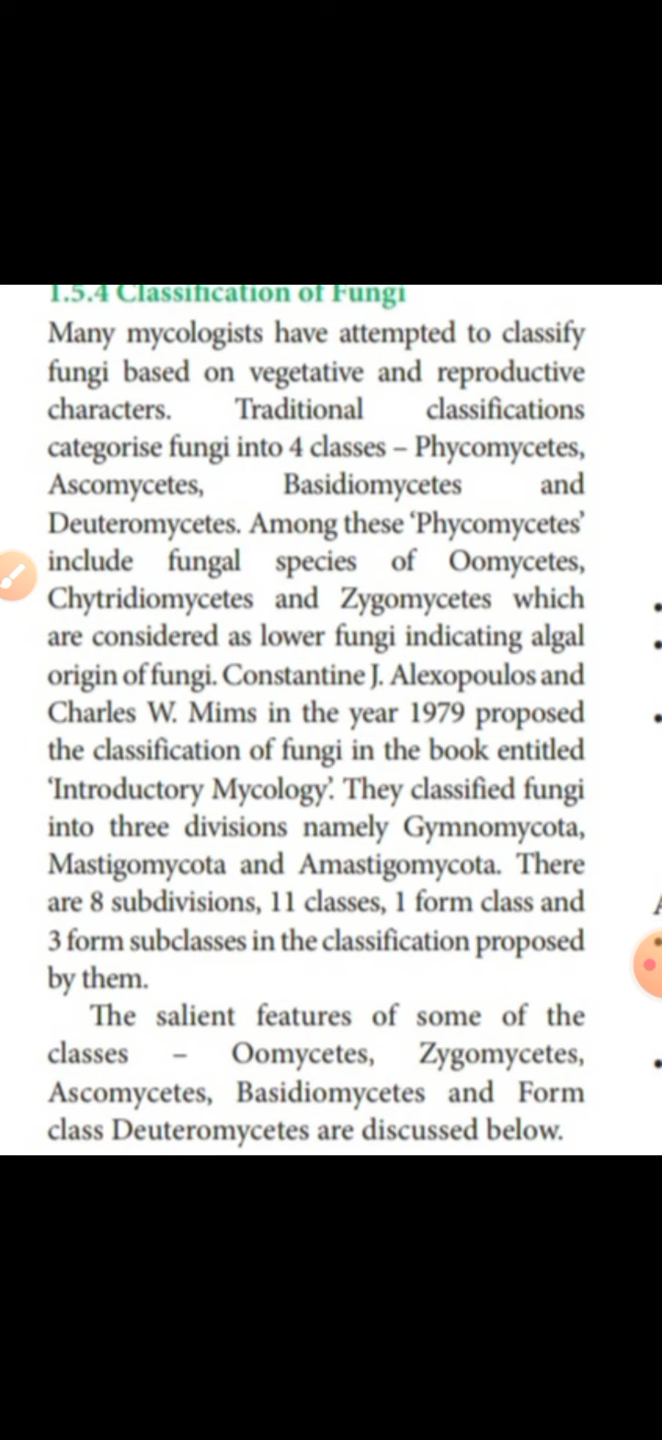 1.5.4 Classification of Fungi
Many mycologists have attempted to classify
fungi based on vegetative and reproductive
characters. Traditional classifications
categorise fungi into 4 classes – Phycomycetes,
Ascomycetes, Basidiomycetes and
Deuteromycetes. Among these ‘Phycomycetes’
include fungal species of Oomycetes,
Chytridiomycetes and Zygomycetes which
are considered as lower fungi indicating algal
origin of fungi. Constantine J. Alexopoulos and
Charles W. Mims in the year 1979 proposed
the classification of fungi in the book entitled
‘Introductory Mycology’. They classified fungi
into three divisions namely Gymnomycota,
Mastigomycota and Amastigomycota. There
are 8 subdivisions, 11 classes, 1 form class and
3 form subclasses in the classification proposed
by them.
The salient features of some of the
classes – Oomycetes, Zygomycetes,
Ascomycetes, Basidiomycetes and Form
class Deuteromycetes are discussed below.